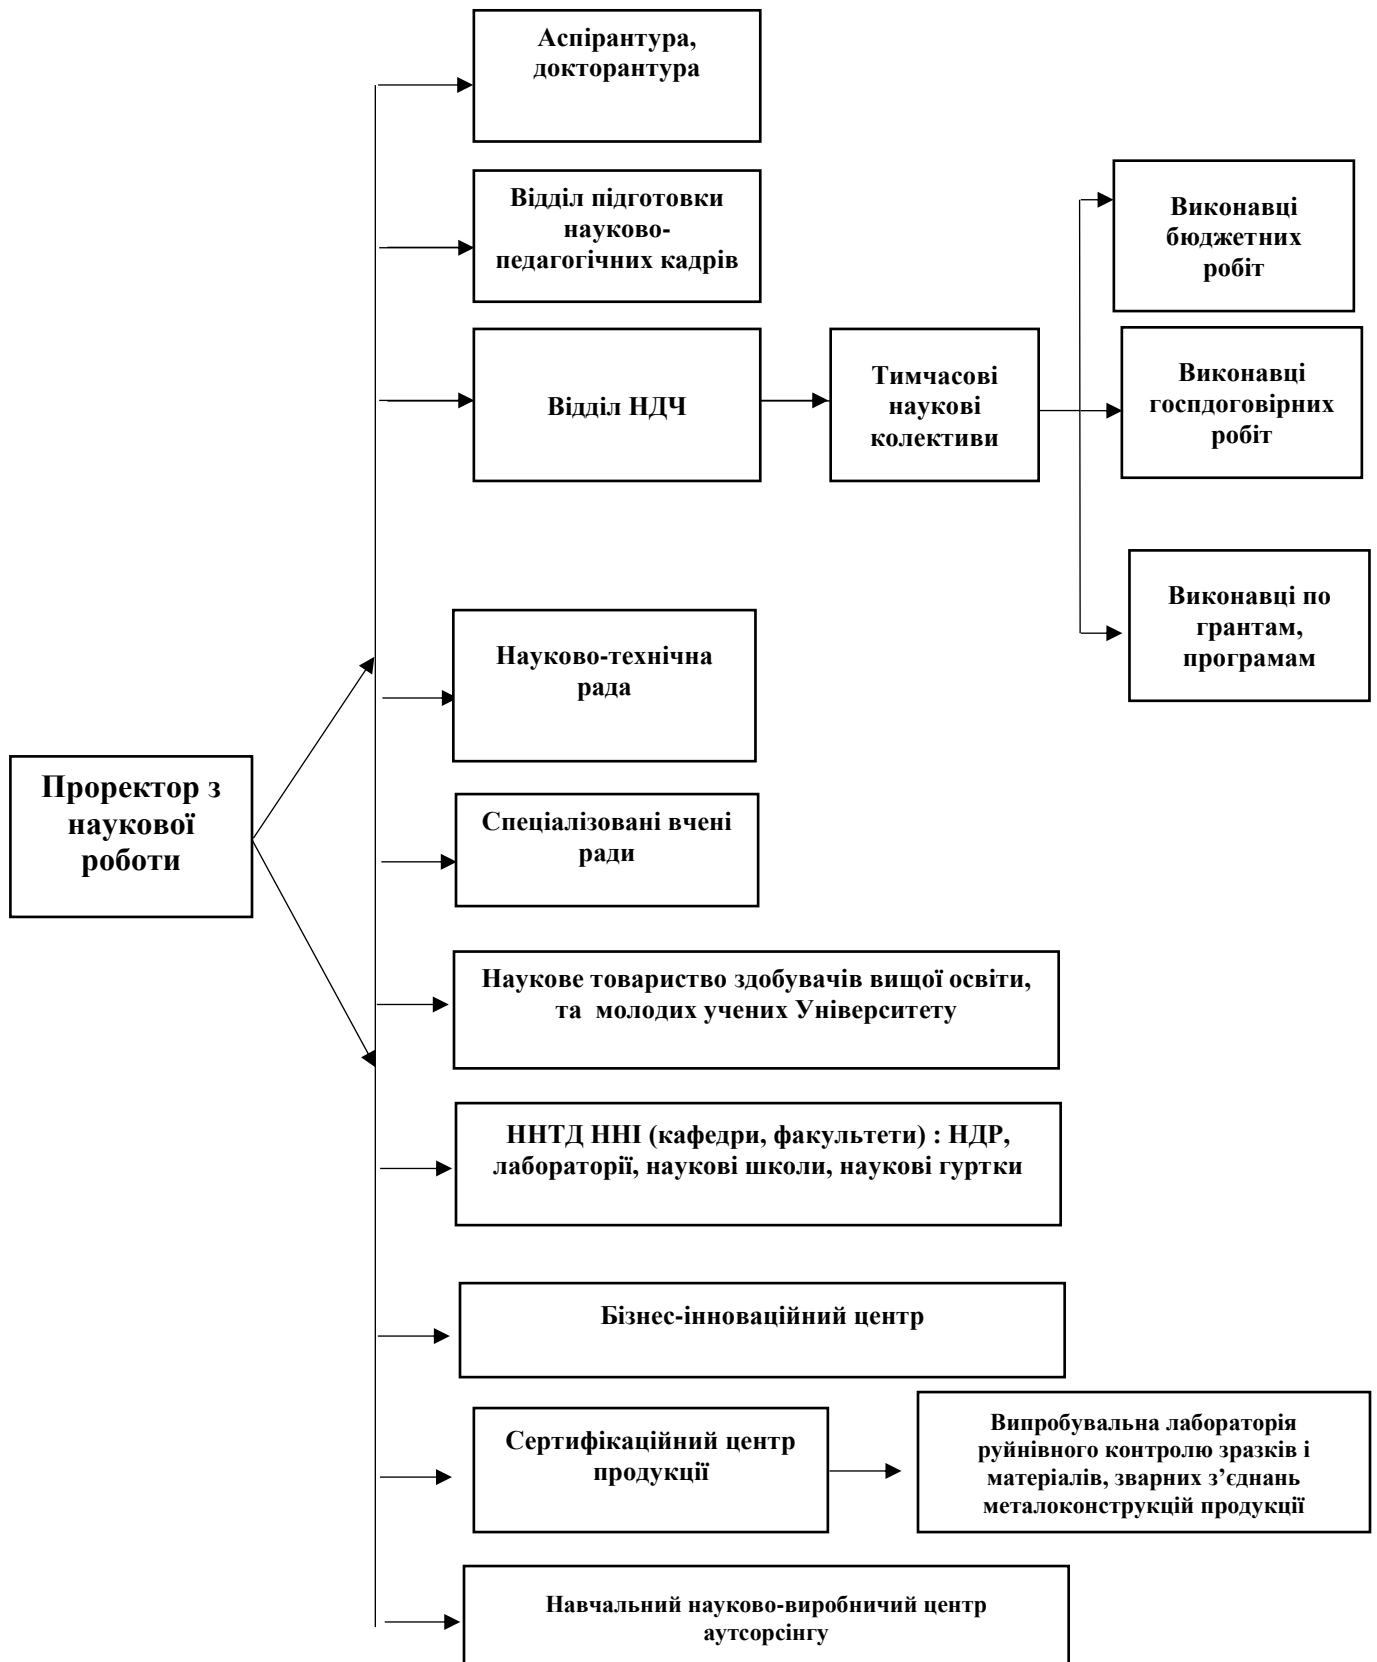 Аспірантура,
докторантура
Відділ підготовки
науково-
педагогічних кадрів
Виконавці
бюджетних
робіт
Відділ НДЧ
Тимчасові
наукові
колективи
Виконавці
госпдоговірних
робіт
Виконавці по
грантам,
програмам
Науково-технічна
рада
Проректор з
наукової
роботи
Спеціалізовані вчені
ради
Наукове товариство здобувачів вищої освіти,
та молодих учених Університету
ННТД ННІ (кафедри, факультети) : НДР,
лабораторії, наукові школи, наукові гуртки
Бізнес-інноваційний центр
Сертифікаційний центр
продукції
Випробувальна лабораторія
руйнівного контролю зразків і
матеріалів, зварних з’єднань
металоконструкцій продукції
Навчальний науково-виробничий центр
аутсорсінгу